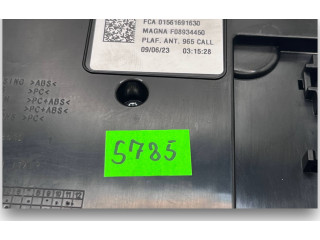 FCA 01561691630
MAGNA F08934450
PLAF. ANT. 965 CALL
09/06/23 03:15:28
>ABS<
>PC<
>PC+ABS<
>PC+ABS<
>PC<
5785